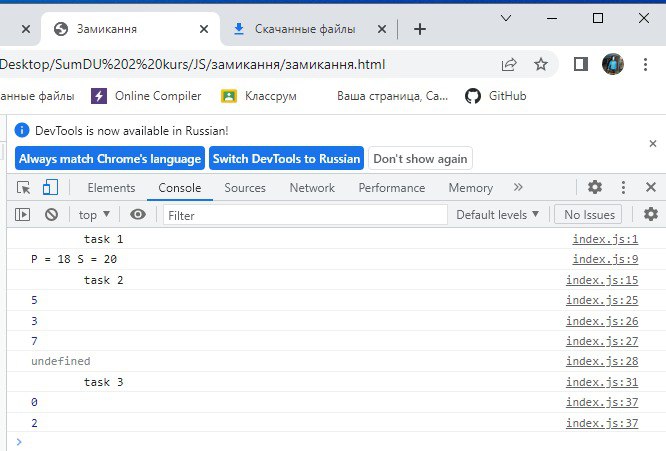 Замикання
Скачанные файлы
Desktop/SumDU%202%20kurs/JS/замикання/замикання.html
анные файлы Online Compiler Классрум Ваша страница, Са... GitHub
DevTools is now available in Russian!
Always match Chrome's language Switch DevTools to Russian Don't show again
Elements Console Sources Network Performance Memory
top Filter Default levels No Issues
task 1 index.js:1
P = 18 S = 20 index.js:9
task 2 index.js:15
5 index.js:25
3 index.js:26
7 index.js:27
undefined index.js:28
task 3 index.js:31
0 index.js:37
2 index.js:37